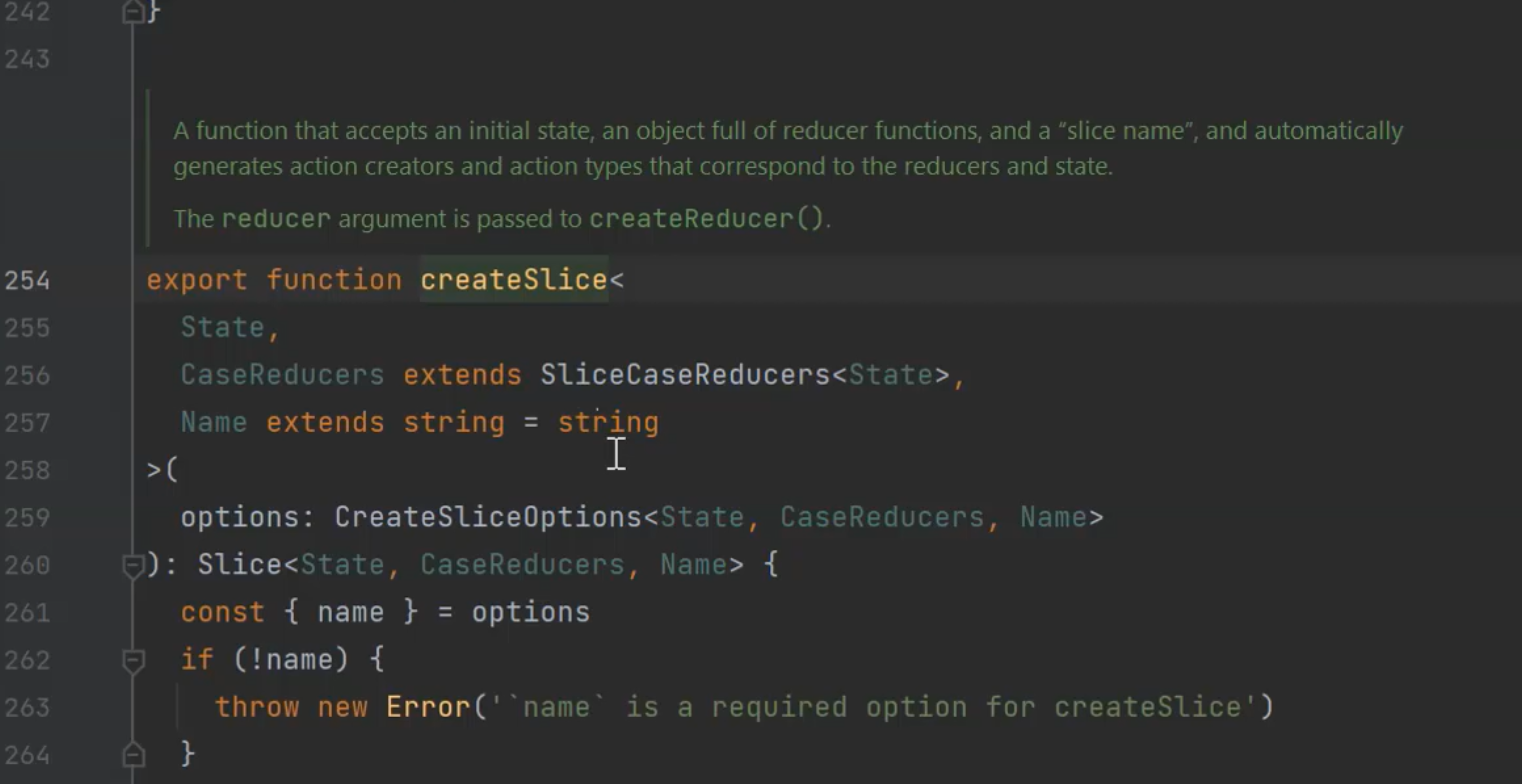 242 }
243
A function that accepts an initial state, an object full of reducer functions, and a “slice name”, and automatically
generates action creators and action types that correspond to the reducers and state.
The reducer argument is passed to createReducer().
254 export function createSlice<
255 State,
256 CaseReducers extends SliceCaseReducers<State>,
257 Name extends string = string
258 >(
259 options: CreateSliceOptions<State, CaseReducers, Name>
260 ): Slice<State, CaseReducers, Name> {
261 const { name } = options
262 if (!name) {
263 throw new Error('`name` is a required option for createSlice')
264 }